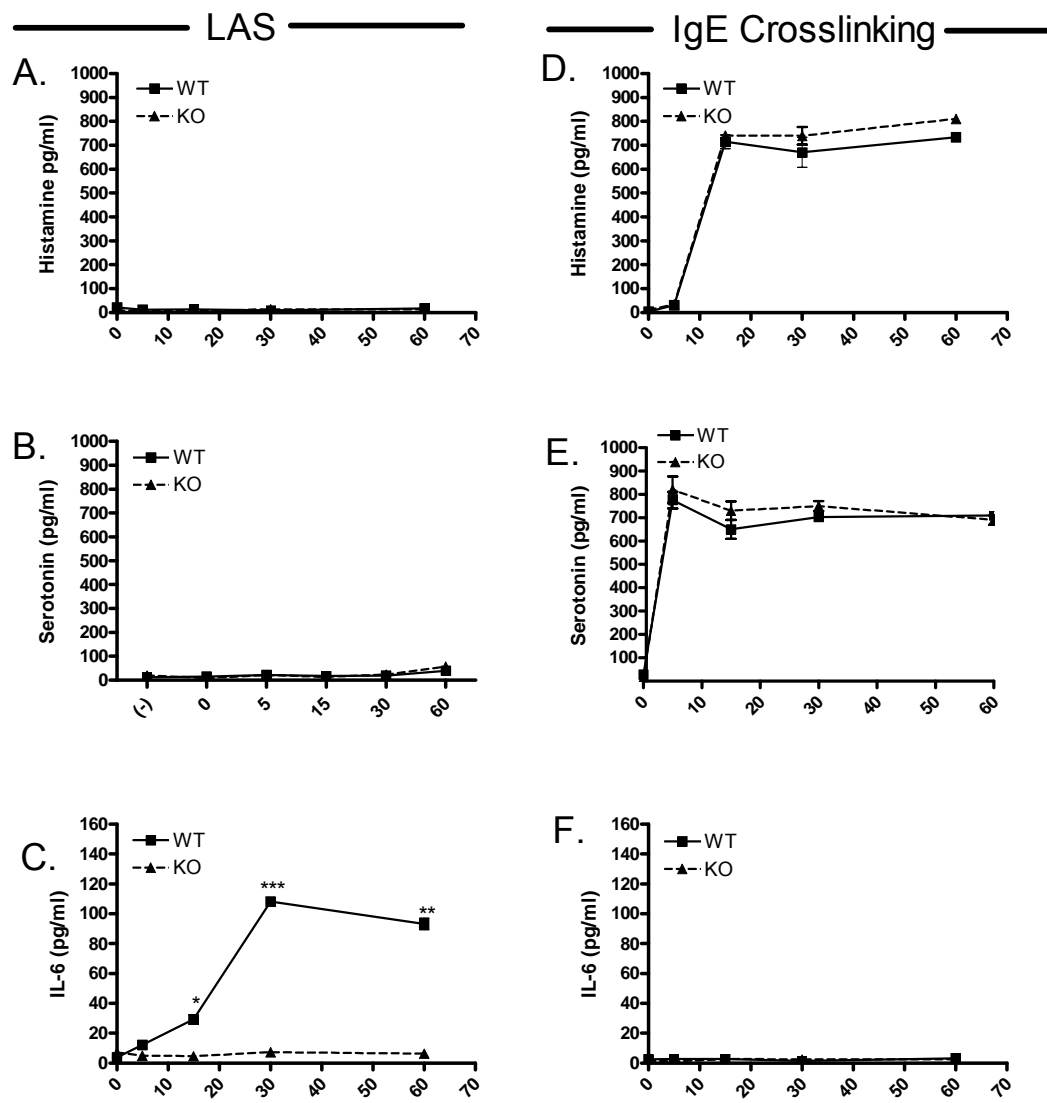 LAS
IgE Crosslinking
A.
1000
900
800
700
600
500
400
300
200
100
0
Histamine pg/ml
WT
KO
0 10 20 30 40 50 60 70
D.
1000
900
800
700
600
500
400
300
200
100
0
Histamine (pg/ml)
WT
KO
0 10 20 30 40 50 60 70
B.
1000
900
800
700
600
500
400
300
200
100
0
Serotonin (pg/ml)
WT
KO
(-) 0 5 15 30 60
E.
1000
900
800
700
600
500
400
300
200
100
Serotonin (pg/ml)
WT
KO
0 10 20 30 40 50 60
C.
160
140
120
100
80
60
40
20
0
IL-6 (pg/ml)
WT
KO
*
***
**
0 10 20 30 40 50 60 70
F.
160
140
120
100
80
60
40
20
0
IL-6 (pg/ml)
WT
KO
0 10 20 30 40 50 60 70